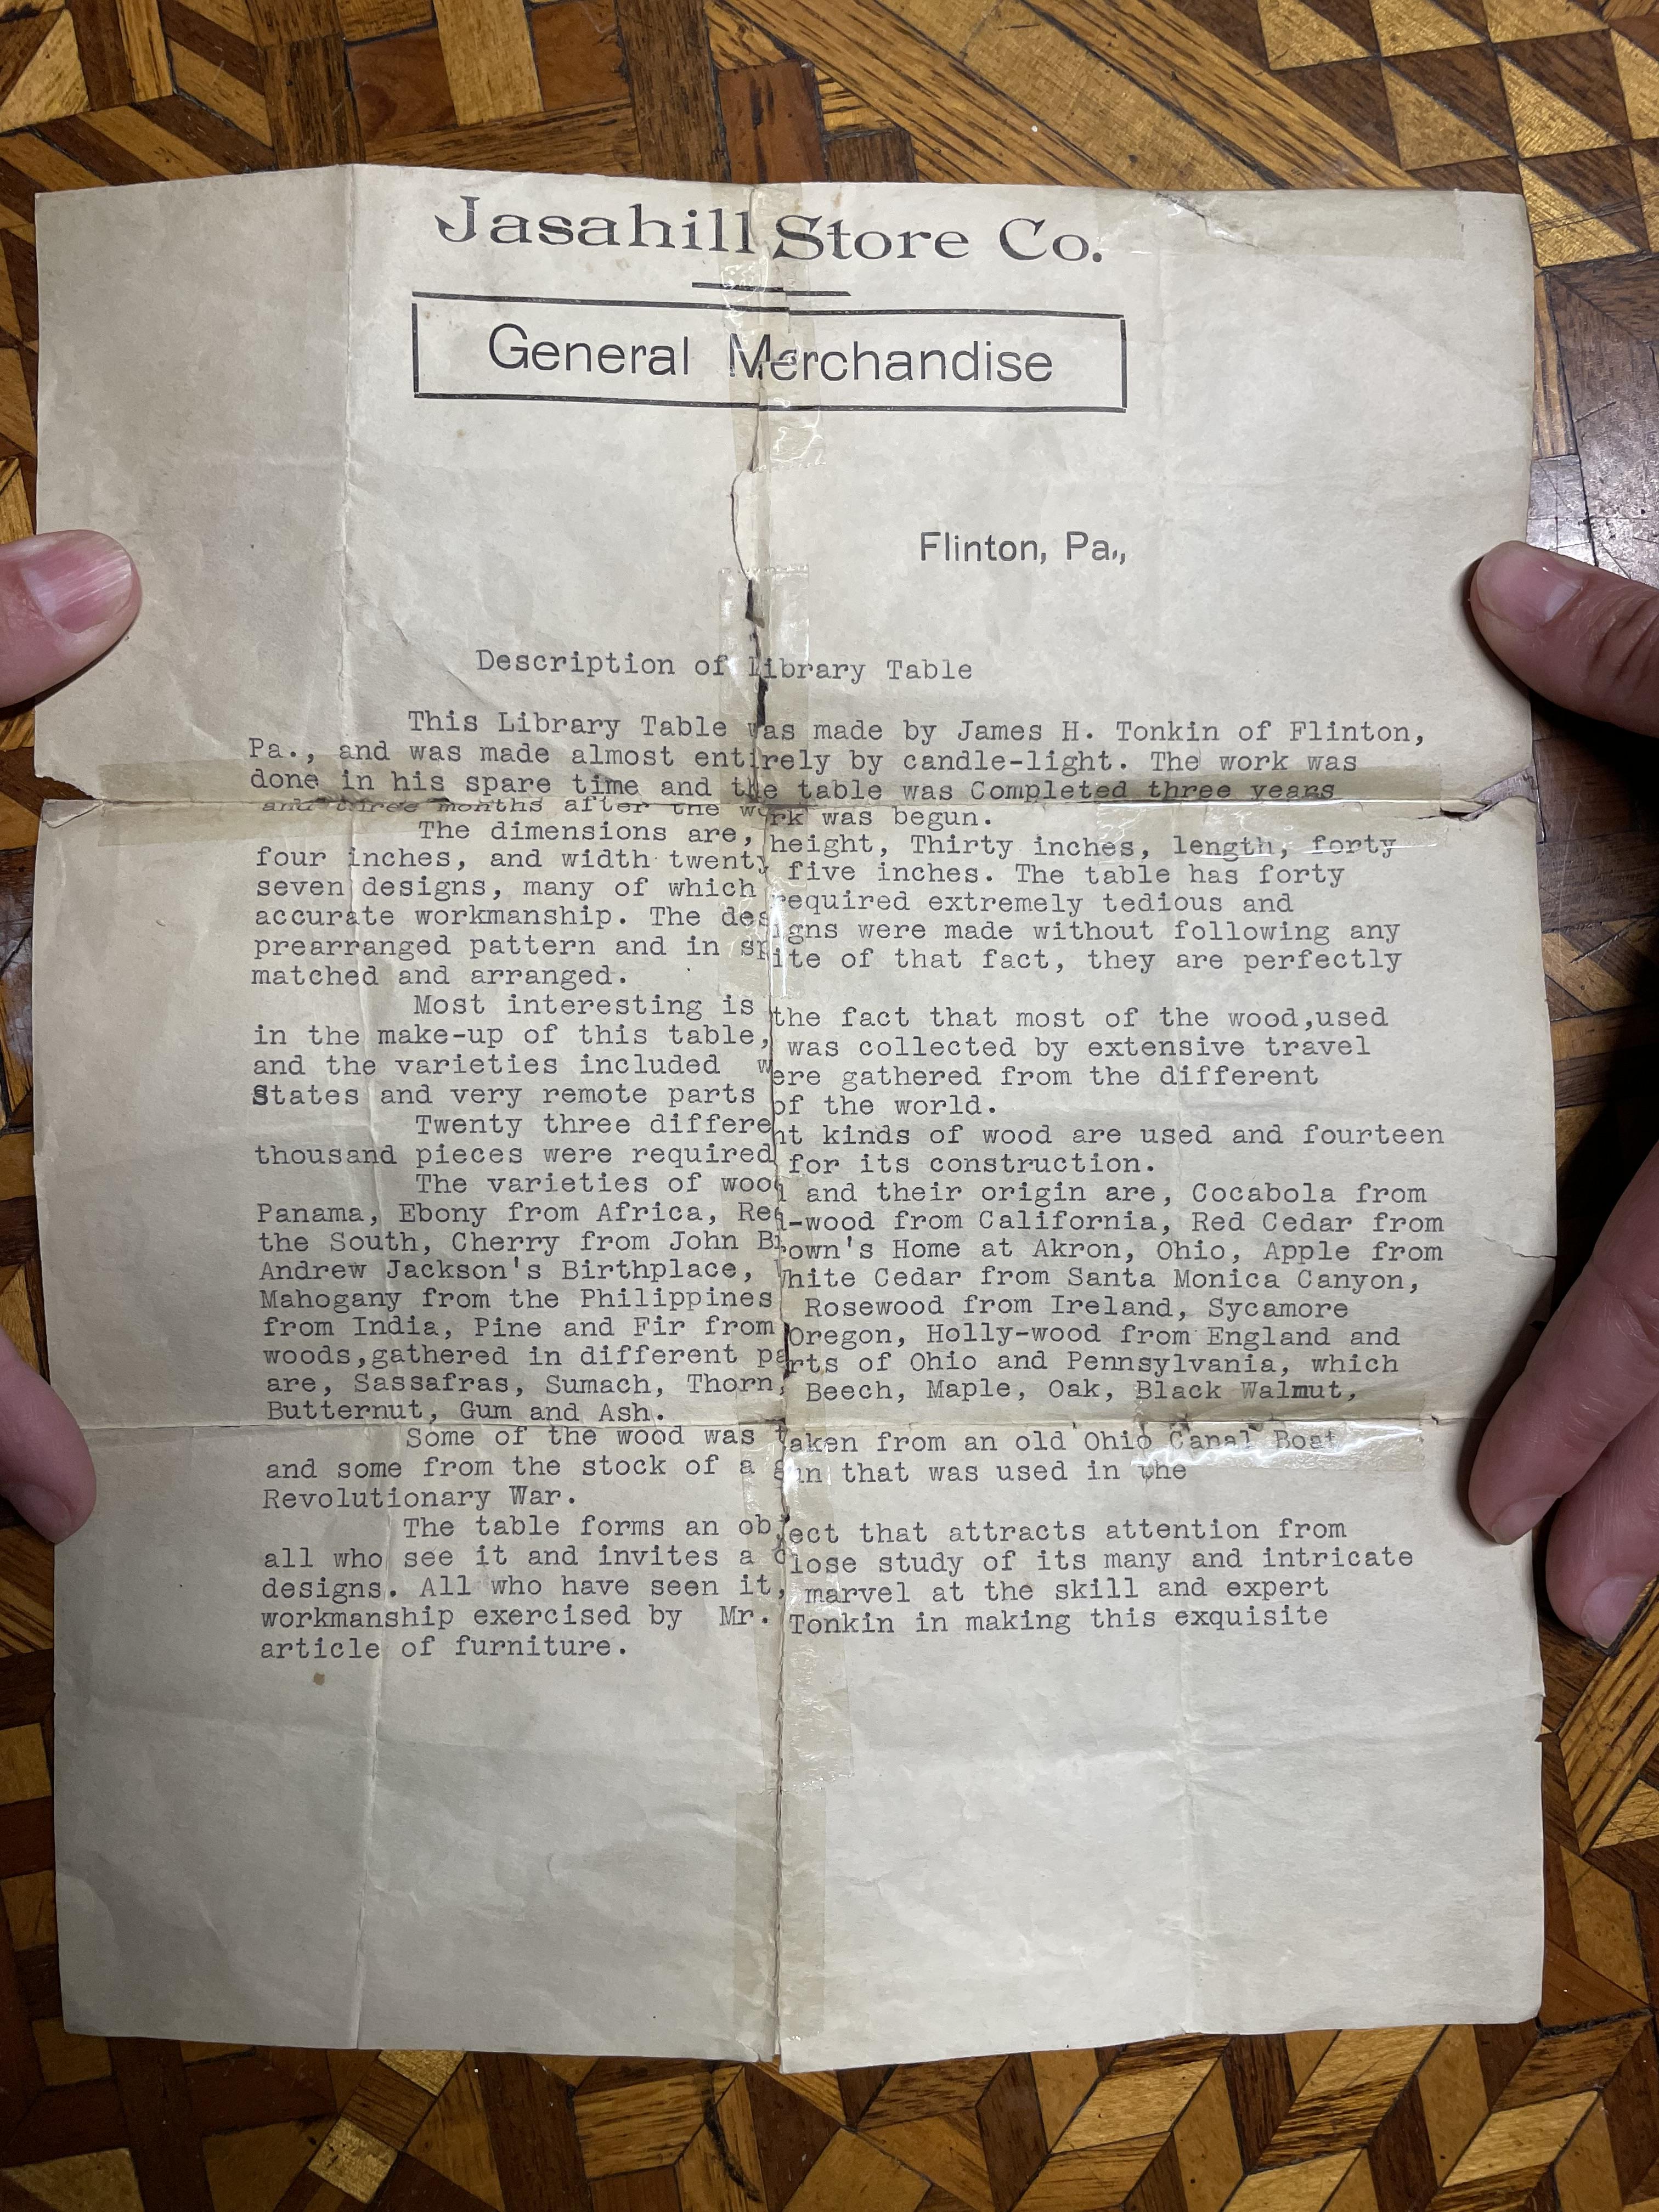 Jasahill Store Co.
General Merchandise
Flinton, Pa.,
Description of library Table
This Library Table was made by James H. Tonkin of Flinton,
Pa., and was made almost entirely by candle-light. The work was
done in his spare time and the table was Completed three years
and three months after the work was begun.
The dimensions are, height, Thirty inches, length, forty
four inches, and width twenty five inches. The table has forty
seven designs, many of which required extremely tedious and
accurate workmanship. The designs were made without following any
prearranged pattern and in spite of that fact, they are perfectly
matched and arranged.
Most interesting is the fact that most of the wood,used
in the make-up of this table, was collected by extensive travel
and the varieties included were gathered from the different
States and very remote parts of the world.
Twenty three different kinds of wood are used and fourteen
thousand pieces were required for its construction.
The varieties of wood and their origin are, Cocabola from
Panama, Ebony from Africa, Red-wood from California, Red Cedar from
the South, Cherry from John Brown's Home at Akron, Ohio, Apple from
Andrew Jackson's Birthplace, White Cedar from Santa Monica Canyon,
Mahogany from the Philippines Rosewood from Ireland, Sycamore
from India, Pine and Fir from Oregon, Holly-wood from England and
woods,gathered in different parts of Ohio and Pennsylvania, which
are, Sassafras, Sumach, Thorn, Beech, Maple, Oak, Black Walmut,
Butternut, Gum and Ash.
Some of the wood was taken from an old Ohio Canal Boat
and some from the stock of a gun that was used in the
Revolutionary War.
The table forms an object that attracts attention from
all who see it and invites a close study of its many and intricate
designs. All who have seen it, marvel at the skill and expert
workmanship exercised by Mr. Tonkin in making this exquisite
article of furniture.